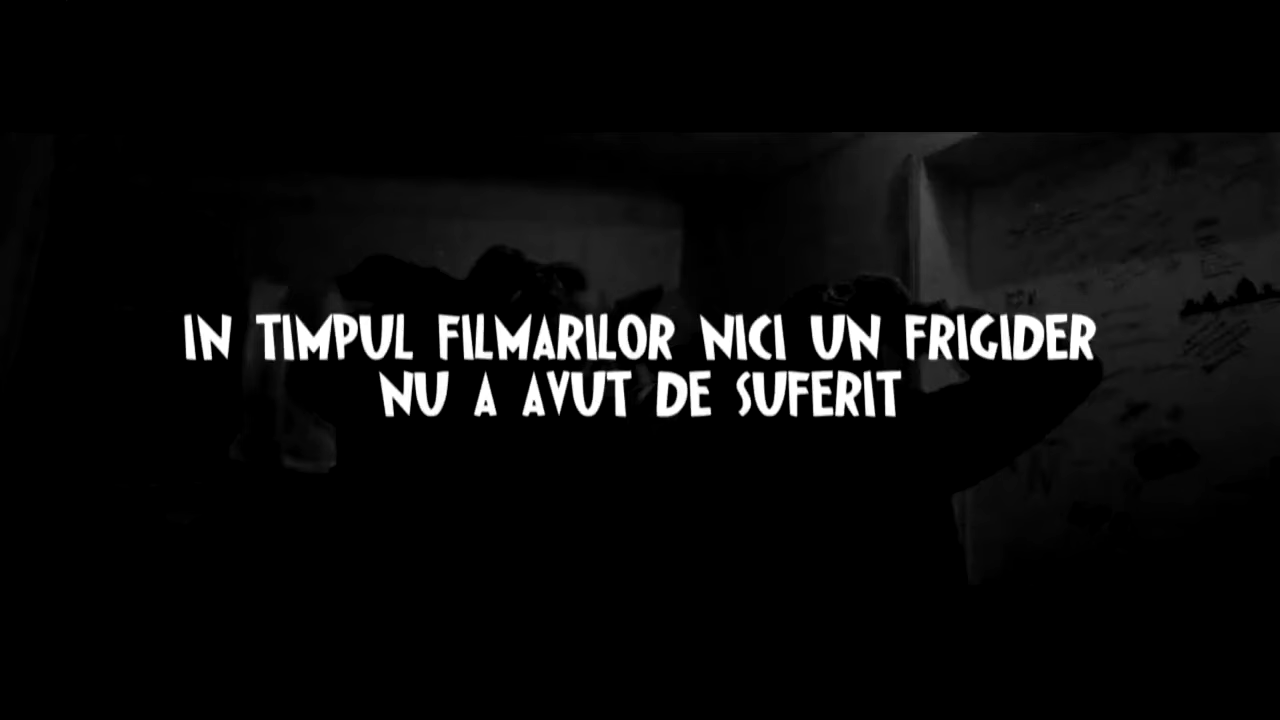 IN TIMPUL FILMARILOR NICI UN FRIGIDER
NU A AVUT DE SUFERIT